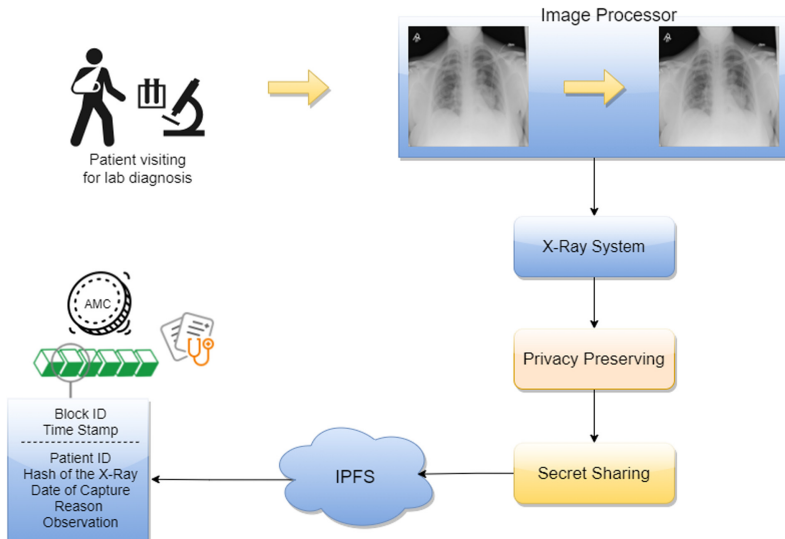 Image Processor
Patient visiting
for lab diagnosis
X-Ray System
Privacy Preserving
Secret Sharing
IPFS
AMC
Block ID
Time Stamp
Patient ID
Hash of the X-Ray
Date of Capture
Reason
Observation